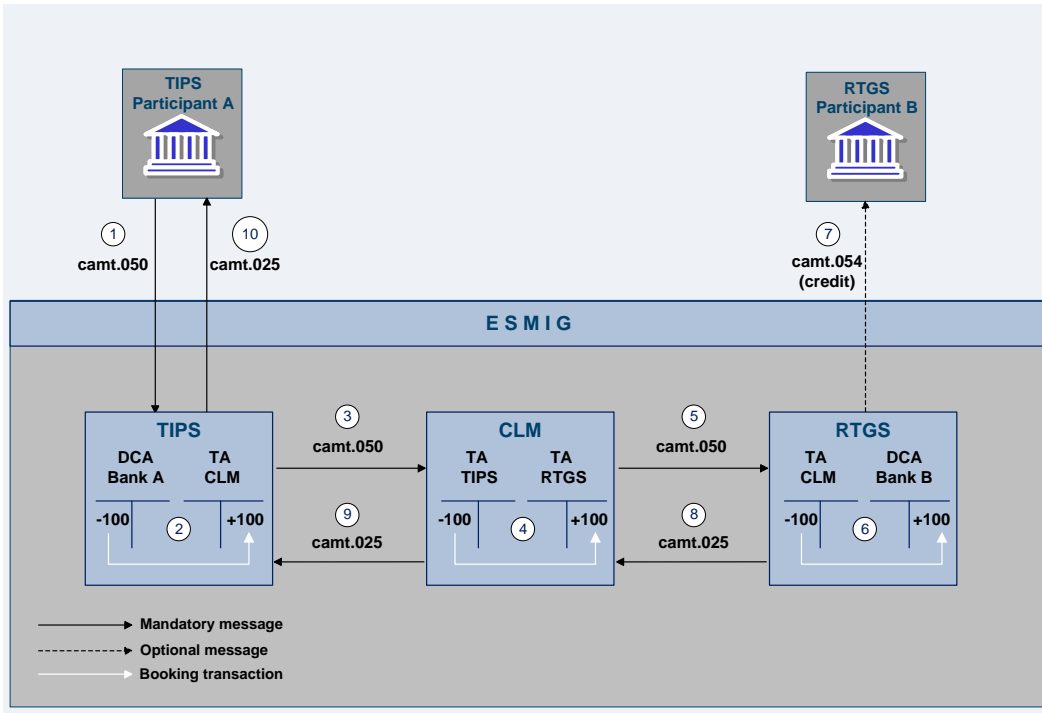 TIPS
Participant A
RTGS
Participant B
1
camt.050
10
camt.025
7
camt.054
(credit)
E S M I G
TIPS
DCA
Bank A
TA
CLM
-100
2
+100
3
camt.050
9
camt.025
CLM
TA
TIPS
TA
RTGS
-100
4
+100
5
camt.050
8
camt.025
RTGS
TA
CLM
DCA
Bank B
-100
6
+100
Mandatory message
Optional message
Booking transaction